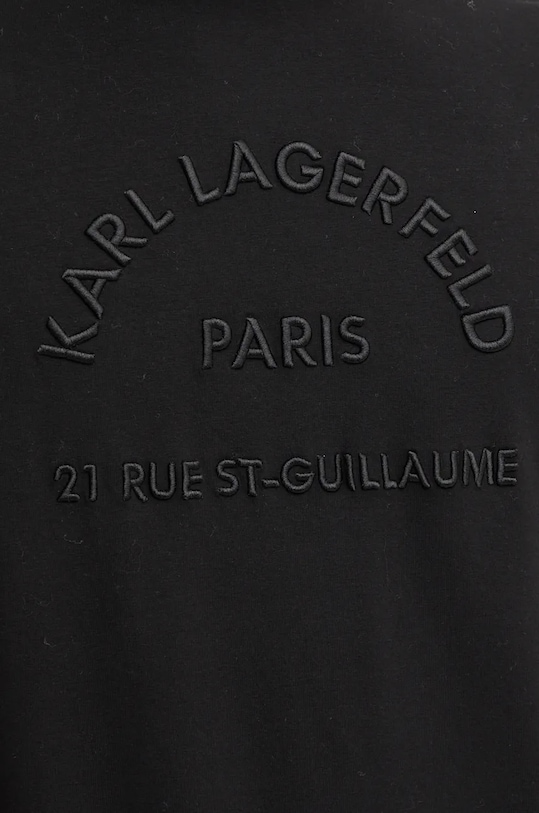 KARL LAGERFELD
PARIS
21 RUE ST-GUILLAUME